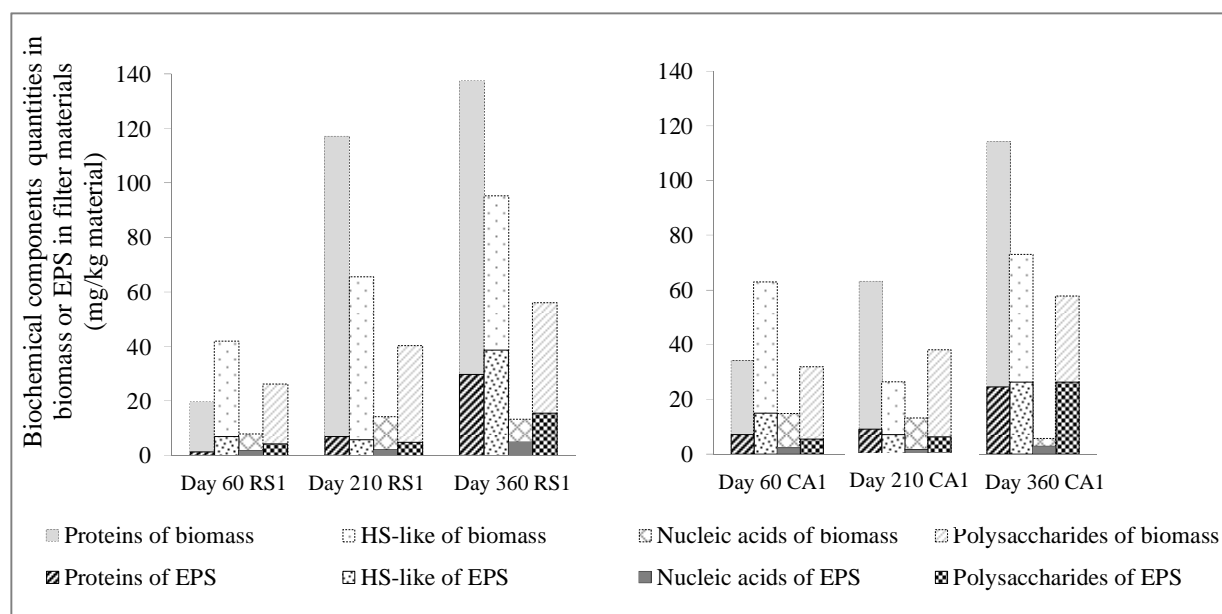 Biochemical components quantities in
biomass or EPS in filter materials
(mg/kg material)
140
120
100
80
60
40
20
0
Day 60 RS1
Day 210 RS1
Day 360 RS1
140
120
100
80
60
40
20
0
Day 60 CA1
Day 210 CA1
Day 360 CA1
Proteins of biomass
HS-like of biomass
Nucleic acids of biomass
Polysaccharides of biomass
Proteins of EPS
HS-like of EPS
Nucleic acids of EPS
Polysaccharides of EPS